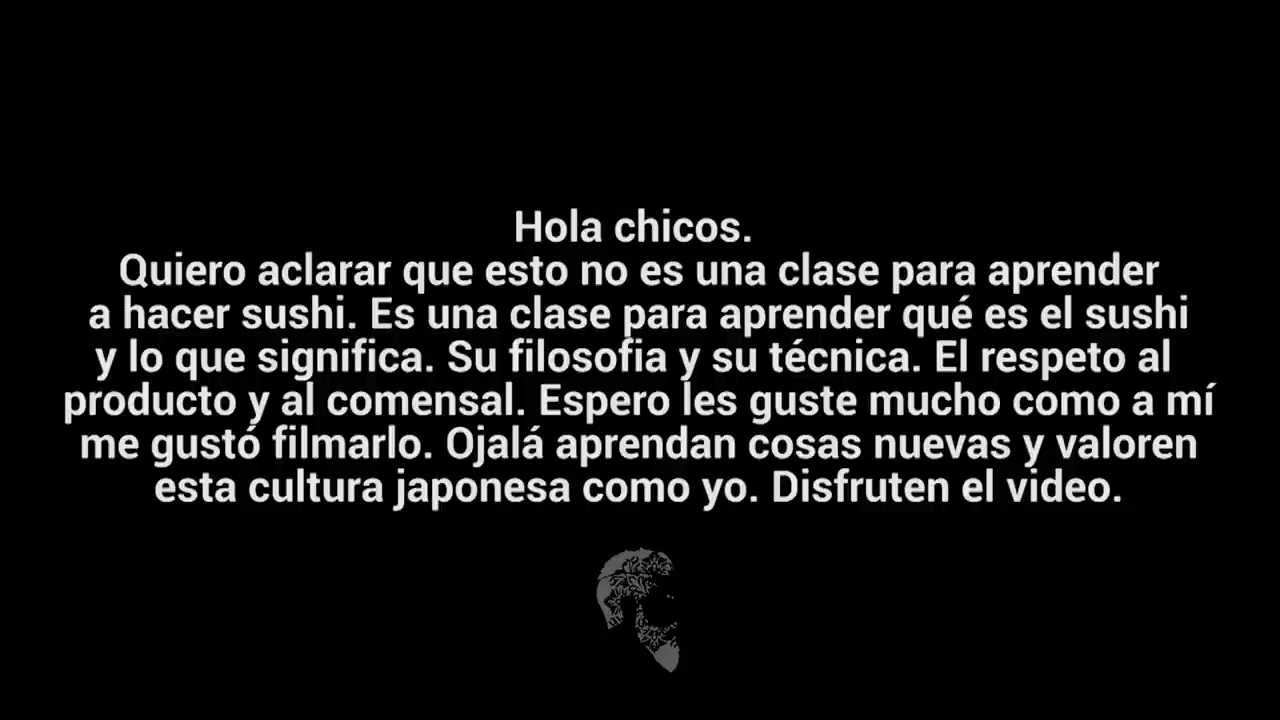 Hola chicos.
Quiero aclarar que esto no es una clase para aprender
a hacer sushi. Es una clase para aprender qué es el sushi
y lo que significa. Su filosofia y su técnica. El respeto al
producto y al comensal. Espero les guste mucho como a mí
me gustó filmarlo. Ojalá aprendan cosas nuevas y valoren
esta cultura japonesa como yo. Disfruten el video.